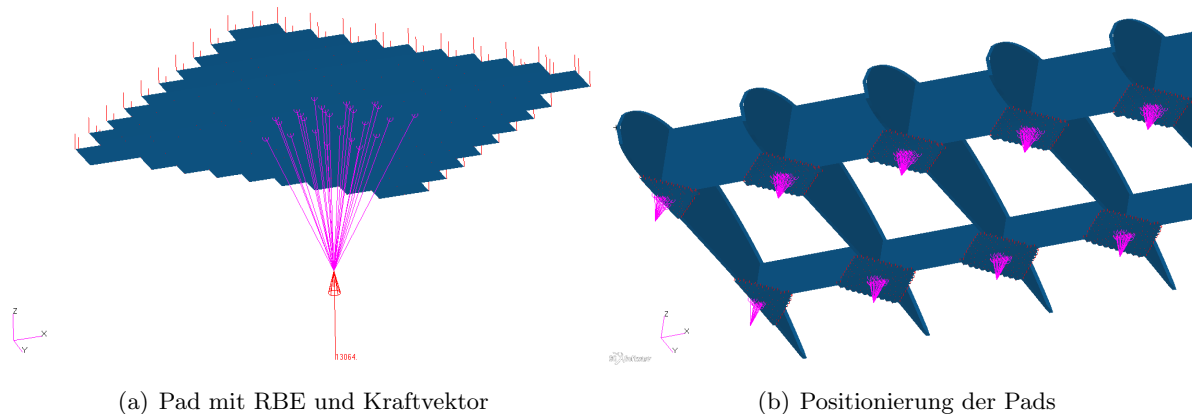 Z
X
Y
13064.
Z
X
Y
(a) Pad mit RBE und Kraftvektor
(b) Positionierung der Pads